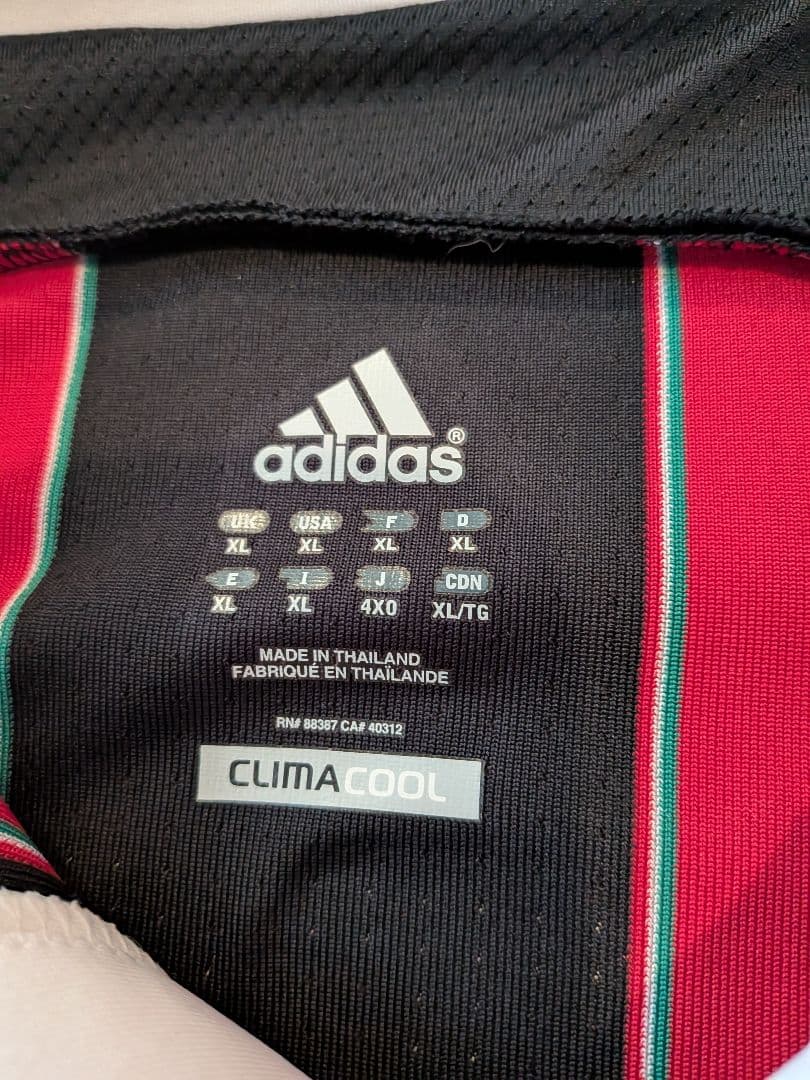 adidas®
UK USA F D
XL XL XL XL
E I J CDN
XL XL 4XO XL/TG
MADE IN THAILAND
FABRIQUÉ EN THAÏLANDE
RN# 88387 CA# 40312
CLIMACOOL